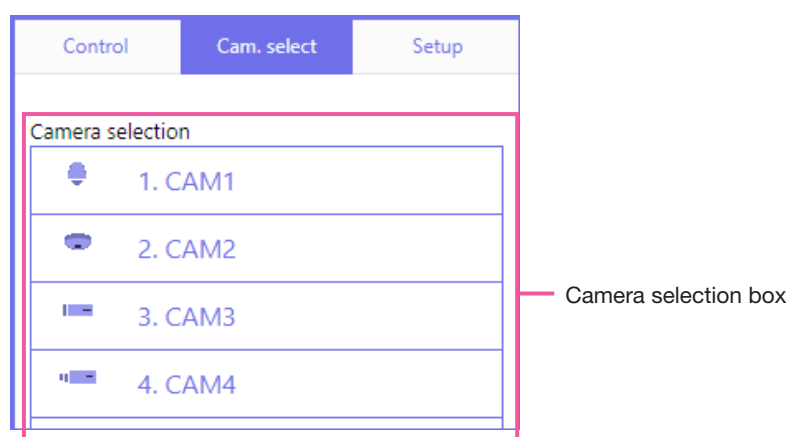 Control Cam. select Setup
Camera selection
1. CAM1
2. CAM2
3. CAM3
4. CAM4
Camera selection box